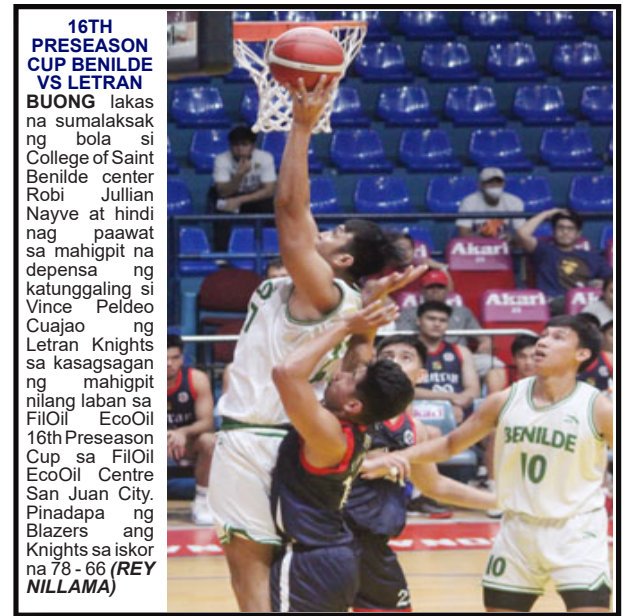 16TH
PRESEASON
CUP BENILDE
VS LETRAN
BUONG lakas
na sumalaksak
ng bola si
College of Saint
Benilde center
Robi Jullian
Nayve at hindi
nag paawat
sa mahigpit na
depensa ng
katunggaling si
Vince Peldeo
Cuajao ng
Letran Knights
sa kasagsagan
ng mahigpit
nilang laban sa
FilOil EcoOil
16th Preseason
Cup sa FilOil
EcoOil Centre
San Juan City.
Pinadapa ng
Blazers ang
Knights sa iskor
na 78 - 66 (REY
NILLAMA)
Akari
Akari
Akari
BENILDE
10
10